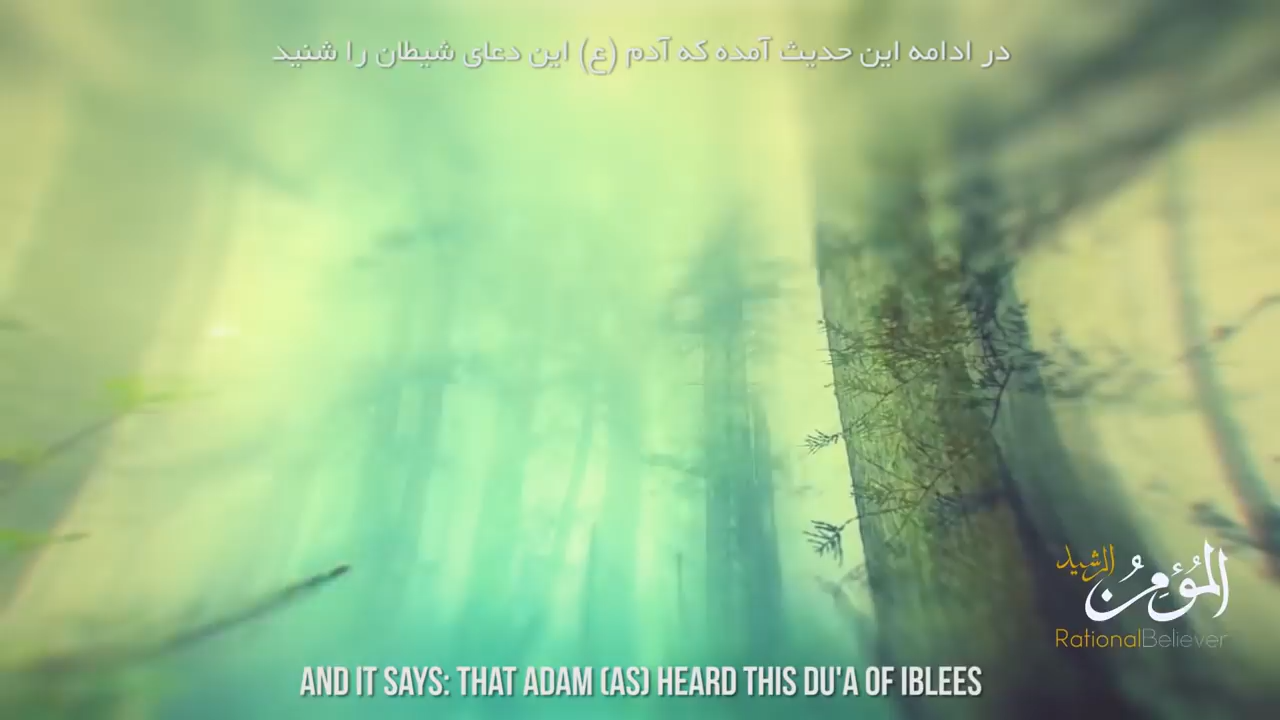 در ادامه این حدیث آمده که آدم (ع) این دعای شیطان را شنید
المؤمن الرشيد
RationalBeliever
AND IT SAYS: THAT ADAM (AS) HEARD THIS DU'A OF IBLEES